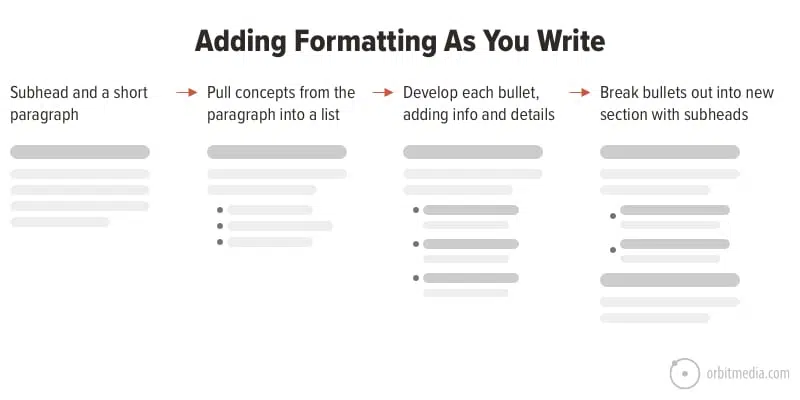 Adding Formatting As You Write
Subhead and a short
paragraph
Pull concepts from the
paragraph into a list
Develop each bullet,
adding info and details
Break bullets out into new
section with subheads
orbitmedia.com